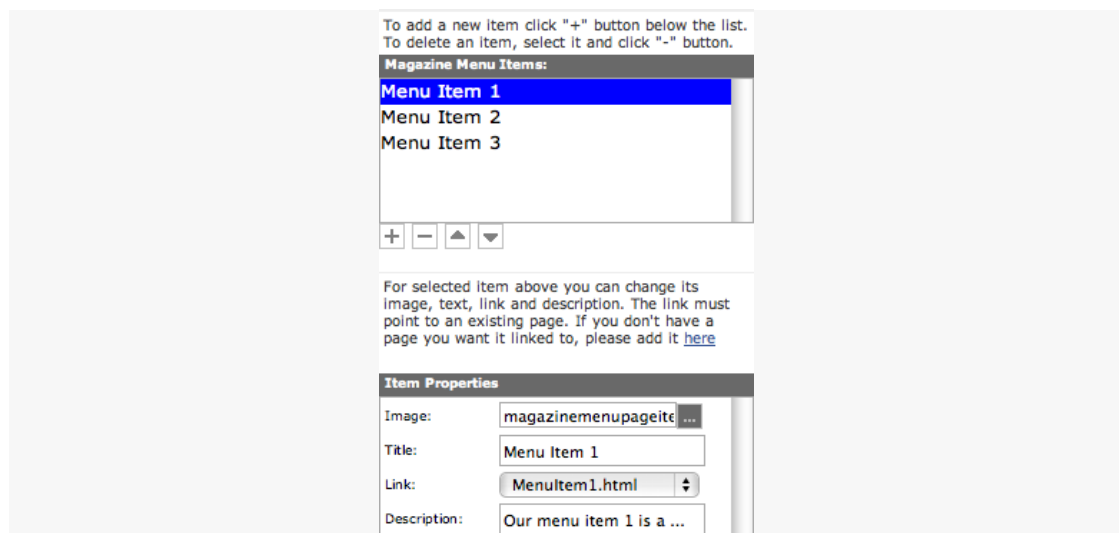 To add a new item click "+" button below the list.
To delete an item, select it and click "-" button.
Magazine Menu Items:
Menu Item 1
Menu Item 2
Menu Item 3
For selected item above you can change its
image, text, link and description. The link must
point to an existing page. If you don't have a
page you want it linked to, please add it here
Item Properties
Image: magazinemenupageite ...
Title: Menu Item 1
Link: MenuItem1.html
Description: Our menu item 1 is a ...